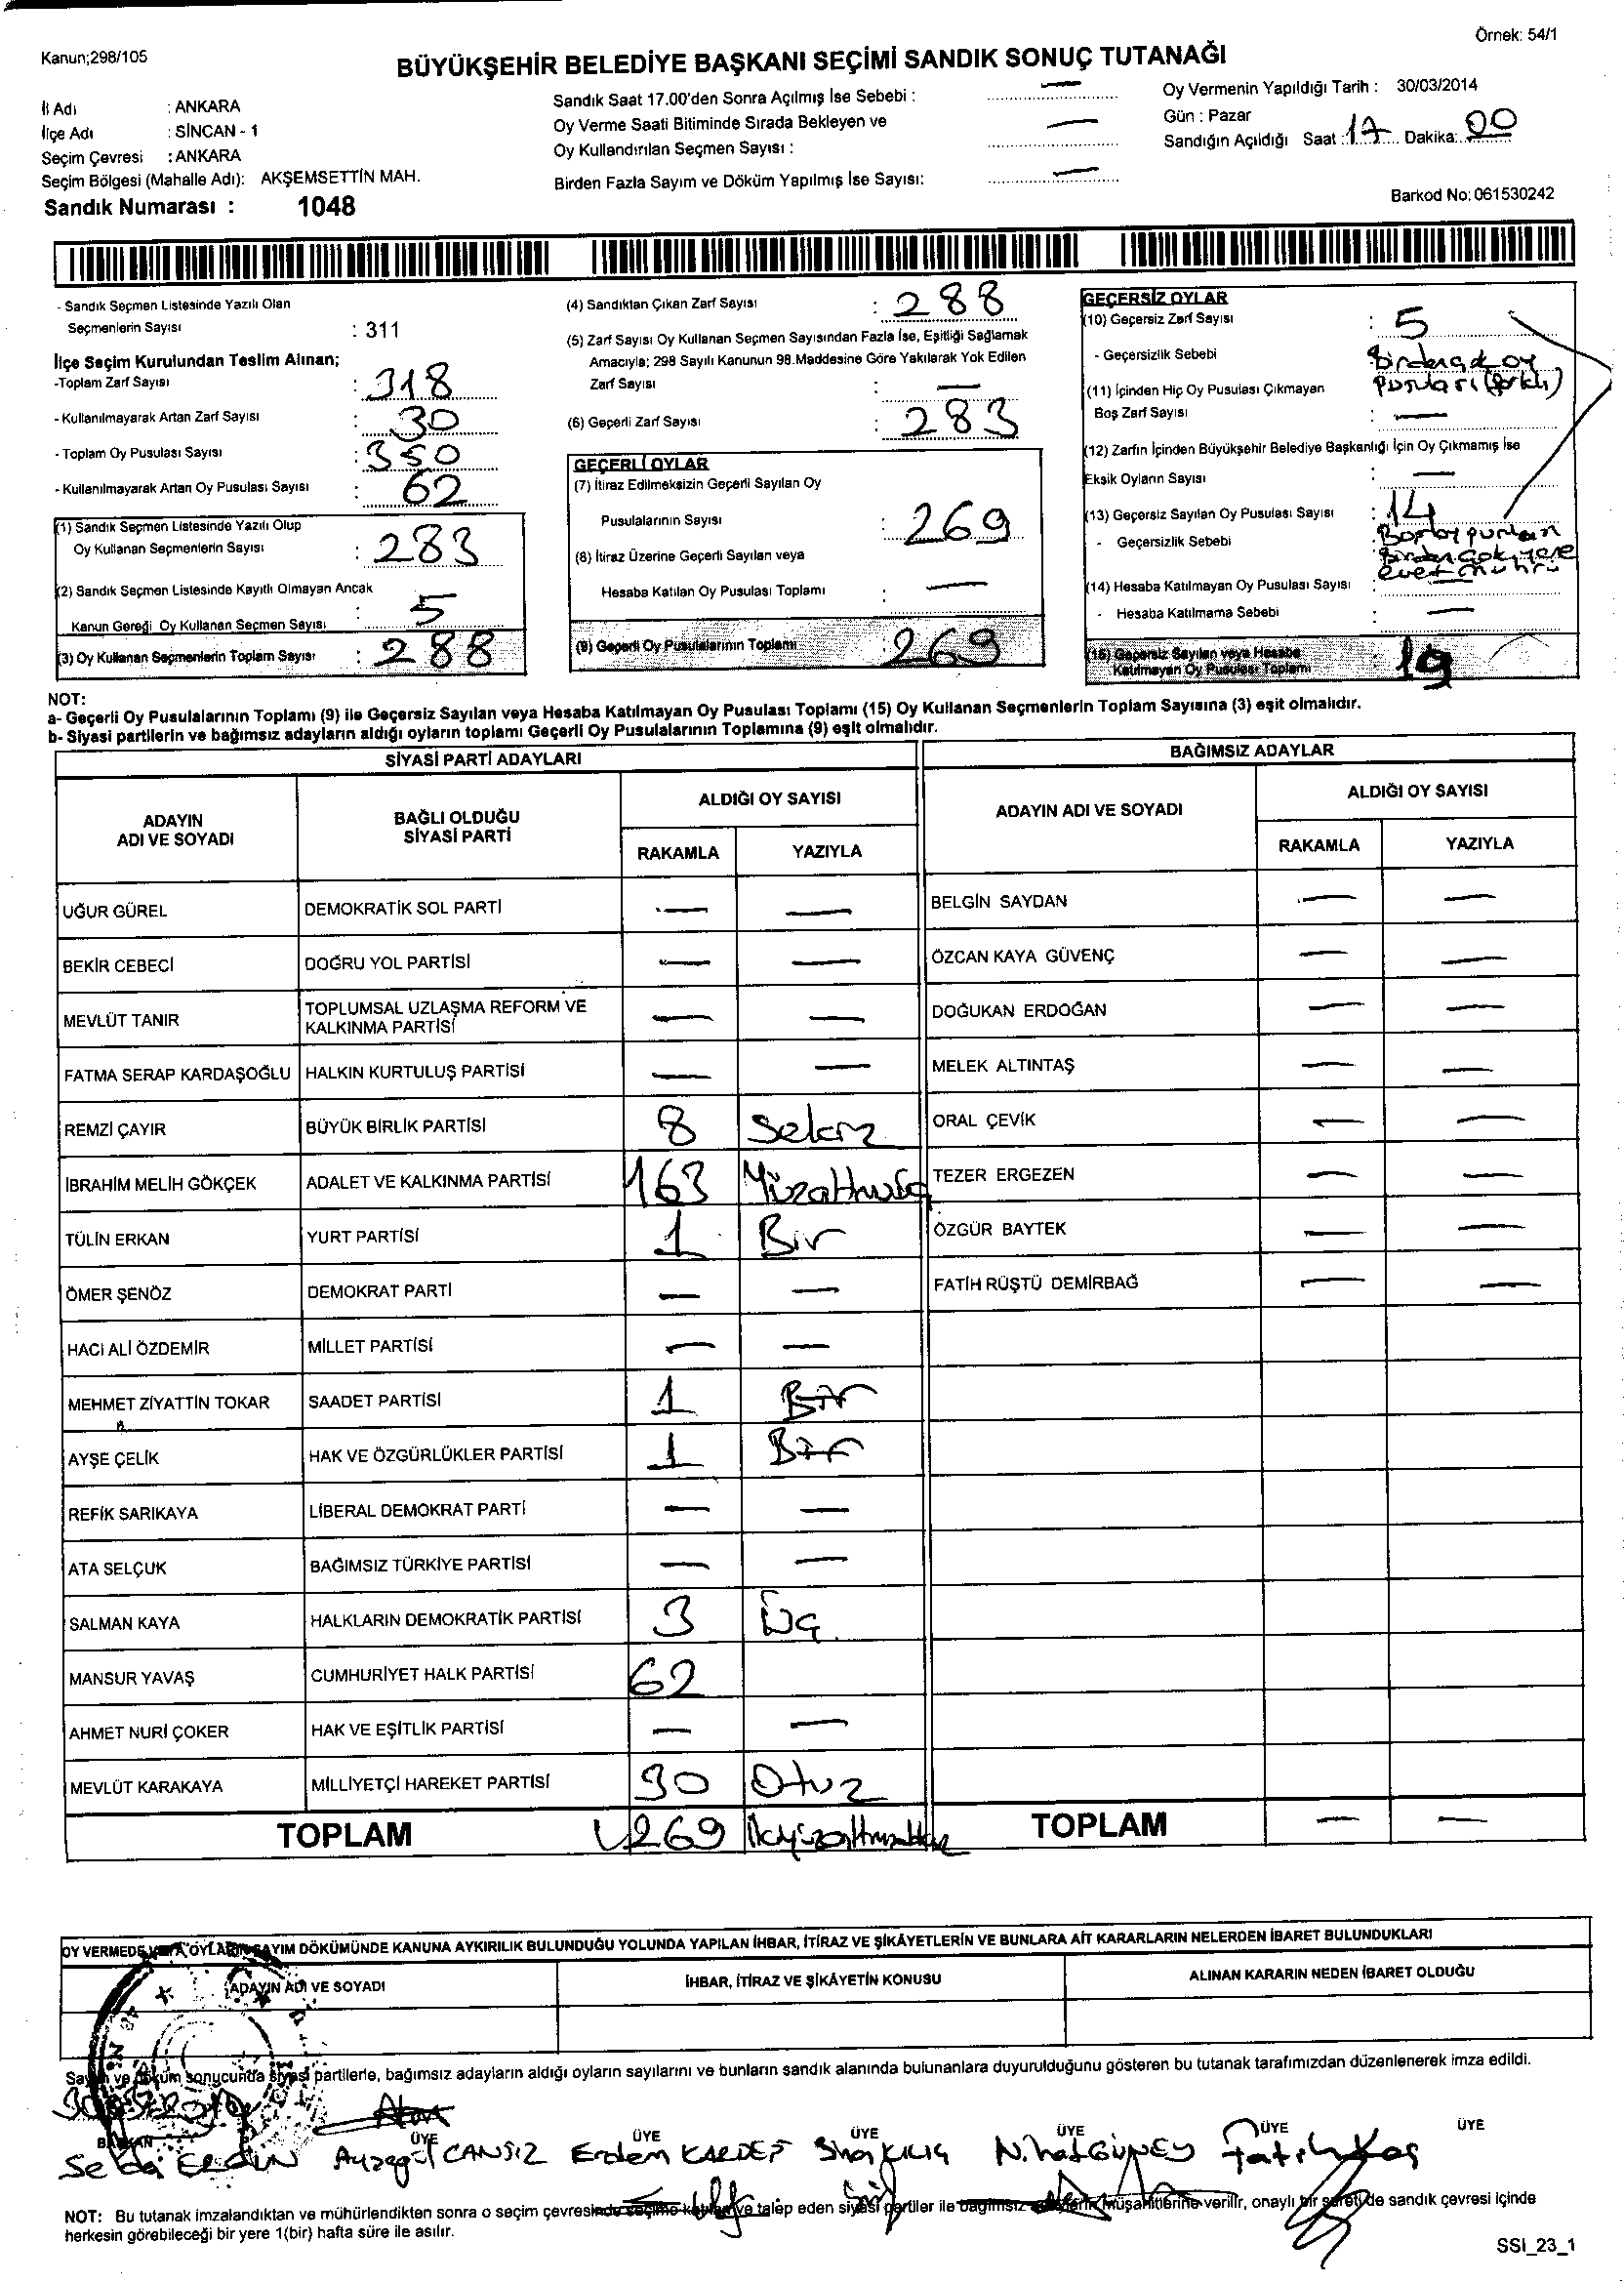 Örnek: 54/1
Kanun;298/105
BÜYÜKŞEHİR BELEDİYE BAŞKANI SEÇİMİ SANDIK SONUÇ TUTANAĞI
İl Adı : ANKARA
İlçe Adı : SİNCAN - 1
Seçim Çevresi : ANKARA
Seçim Bölgesi (Mahalle Adı): AKŞEMSETTİN MAH.
Sandık Numarası : 1048
Sandık Saat 17.00'den Sonra Açılmış İse Sebebi : —
Oy Verme Saati Bitiminde Sırada Bekleyen ve
Oy Kullandırılan Seçmen Sayısı : —
Birden Fazla Sayım ve Döküm Yapılmış İse Sayısı: —
Oy Vermenin Yapıldığı Tarih : 30/03/2014
Gün : Pazar
Sandığın Açıldığı Saat : 17 Dakika: 00
Barkod No: 061530242
- Sandık Seçmen Listesinde Yazılı Olan
Seçmenlerin Sayısı : 311
İlçe Seçim Kurulundan Teslim Alınan;
-Toplam Zarf Sayısı : 318
- Kullanılmayarak Artan Zarf Sayısı : 30
- Toplam Oy Pusulası Sayısı : 350
- Kullanılmayarak Artan Oy Pusulası Sayısı : 62
(1) Sandık Seçmen Listesinde Yazılı Olup
Oy Kullanan Seçmenlerin Sayısı : 283
(2) Sandık Seçmen Listesinde Kayıtlı Olmayan Ancak
Kanun Gereği Oy Kullanan Seçmen Sayısı : 5
(3) Oy Kullanan Seçmenlerin Toplam Sayısı : 288
(4) Sandıktan Çıkan Zarf Sayısı : 288
(5) Zarf Sayısı Oy Kullanan Seçmen Sayısından Fazla İse, Eşitliği Sağlamak
Amacıyla; 298 Sayılı Kanunun 98.Maddesine Göre Yakılarak Yok Edilen
Zarf Sayısı : —
(6) Geçerli Zarf Sayısı : 283
GEÇERLİ OYLAR
(7) İtiraz Edilmeksizin Geçerli Sayılan Oy
Pusulalarının Sayısı : 269
(8) İtiraz Üzerine Geçerli Sayılan veya
Hesaba Katılan Oy Pusulası Toplamı : —
(9) Geçerli Oy Pusulalarının Toplamı : 269
GEÇERSİZ OYLAR
(10) Geçersiz Zarf Sayısı : 5
- Geçersizlik Sebebi : Birden çok oy
pusulası (farklı)
(11) İçinden Hiç Oy Pusulası Çıkmayan
Boş Zarf Sayısı : —
(12) Zarfın İçinden Büyükşehir Belediye Başkanlığı İçin Oy Çıkmamış İse
Eksik Oyların Sayısı : —
(13) Geçersiz Sayılan Oy Pusulası Sayısı : 14
- Geçersizlik Sebebi :
Birden çok yere
evet mührü
(14) Hesaba Katılmayan Oy Pusulası Sayısı :
- Hesaba Katılmama Sebebi : —
(15) Geçersiz Sayılan veya Hesaba
Katılmayan Oy Pusulası Toplamı : 19
NOT:
a- Geçerli Oy Pusulalarının Toplamı (9) ile Geçersiz Sayılan veya Hesaba Katılmayan Oy Pusulası Toplamı (15) Oy Kullanan Seçmenlerin Toplam Sayısına (3) eşit olmalıdır.
b- Siyasi partilerin ve bağımsız adayların aldığı oyların toplamı Geçerli Oy Pusulalarının Toplamına (9) eşit olmalıdır.
SİYASİ PARTİ ADAYLARI
ADAYIN ADI VE SOYADI BAĞLI OLDUĞU SİYASİ PARTİ ALDIĞI OY SAYISI
RAKAMLA YAZIYLA
UĞUR GÜREL DEMOKRATİK SOL PARTİ — —
BEKİR CEBECİ DOĞRU YOL PARTİSİ — —
MEVLÜT TANIR TOPLUMSAL UZLAŞMA REFORM VE KALKINMA PARTİSİ — —
FATMA SERAP KARDAŞOĞLU HALKIN KURTULUŞ PARTİSİ — —
REMZİ ÇAYIR BÜYÜK BİRLİK PARTİSİ 8 Sekiz
İBRAHİM MELİH GÖKÇEK ADALET VE KALKINMA PARTİSİ 163 Yüzatmışüç
TÜLİN ERKAN YURT PARTİSİ 1 Bir
ÖMER ŞENÖZ DEMOKRAT PARTİ — —
HACI ALİ ÖZDEMİR MİLLET PARTİSİ — —
MEHMET ZİYATTİN TOKAR SAADET PARTİSİ 1 Bir
AYŞE ÇELİK HAK VE ÖZGÜRLÜKLER PARTİSİ 1 Bir
REFİK SARIKAYA LİBERAL DEMOKRAT PARTİ — —
ATA SELÇUK BAĞIMSIZ TÜRKİYE PARTİSİ — —
SALMAN KAYA HALKLARIN DEMOKRATİK PARTİSİ 3 Üç
MANSUR YAVAŞ CUMHURİYET HALK PARTİSİ 62
AHMET NURİ ÇOKER HAK VE EŞİTLİK PARTİSİ — —
MEVLÜT KARAKAYA MİLLİYETÇİ HAREKET PARTİSİ 30 Otuz
TOPLAM 269
BAĞIMSIZ ADAYLAR
ADAYIN ADI VE SOYADI ALDIĞI OY SAYISI
RAKAMLA YAZIYLA
BELGİN SAYDAN — —
ÖZCAN KAYA GÜVENÇ — —
DOĞUKAN ERDOĞAN — —
MELEK ALTINTAŞ — —
ORAL ÇEVİK — —
TEZER ERGEZEN — —
ÖZGÜR BAYTEK — —
FATİH RÜŞTÜ DEMİRBAĞ — —
TOPLAM — —
OY VERMEDE VEYA OYLARIN SAYIM DÖKÜMÜNDE KANUNA AYKIRILIK BULUNDUĞU YOLUNDA YAPILAN İHBAR, İTİRAZ VE ŞİKÂYETLERİN VE BUNLARA AİT KARARLARIN NELERDEN İBARET BULUNDUKLARI
ADAYIN ADI VE SOYADI İHBAR, İTİRAZ VE ŞİKÂYETİN KONUSU ALINAN KARARIN NEDEN İBARET OLDUĞU
Sayım ve döküm sonucunda siyasi partilerle, bağımsız adayların aldığı oyların sayılarını ve bunların sandık alanında bulunanlara duyurulduğunu gösteren bu tutanak tarafımızdan düzenlenerek imza edildi.
BAŞKAN ÜYE ÜYE ÜYE ÜYE ÜYE ÜYE
Ayşegül CANSIZ Erdem KARDEŞ KILIÇ Nihat GÜNEY Fatih Koç
NOT: Bu tutanak imzalandıktan ve mühürlendikten sonra o seçim çevresinde seçime katılan ve talep eden siyasi partiler ile bağımsız adayların müşahitlerine verilir, onaylı bir sureti de sandık çevresi içinde
herkesin görebileceği bir yere 1(bir) hafta süre ile asılır.
SSI_23_1